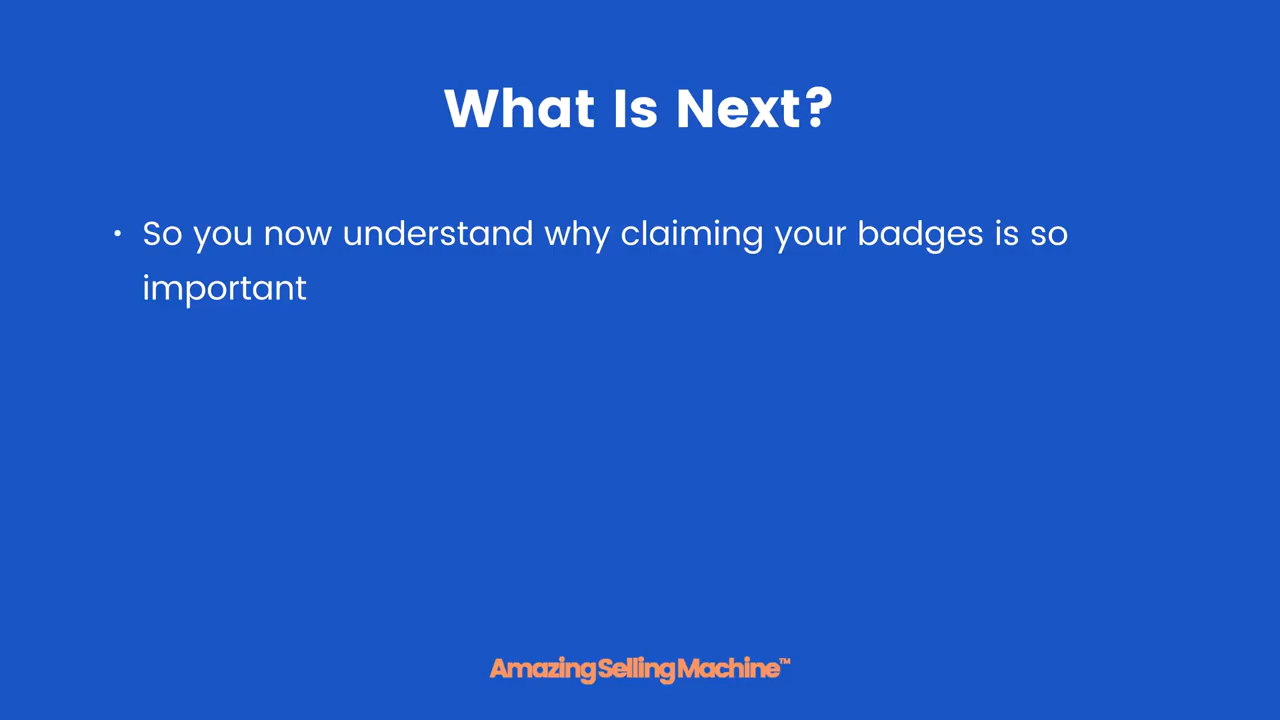 What Is Next?
• So you now understand why claiming your badges is so
important
Amazing Selling Machine™